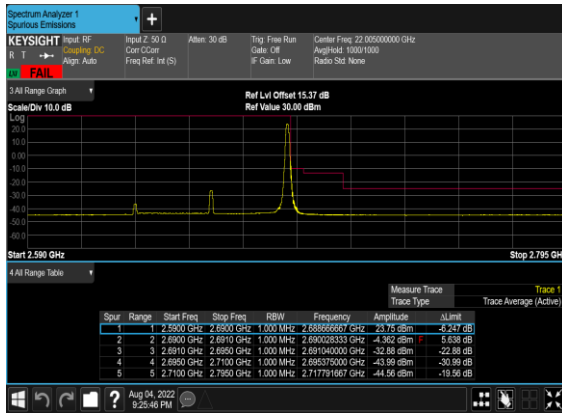 Spectrum Analyzer 1
Spurious Emissions
KEYSIGHT Input: RF
R T Coupling: DC
Align: Auto
LXI FAIL
Input Z: 50 Ω
Corr CCorr
Freq Ref: Int (S)
Atten: 30 dB
Trig: Free Run
Gate: Off
IF Gain: Low
Center Freq: 22.005000000 GHz
Avg|Hold: 1000/1000
Radio Std: None
3 All Range Graph
Scale/Div 10.0 dB
Ref Lvl Offset 15.37 dB
Ref Value 30.00 dBm
Log
20.0
10.0
0.00
-10.0
-20.0
-30.0
-40.0
-50.0
-60.0
Start 2.590 GHz
Stop 2.795 GH
4 All Range Table
Measure Trace Trace 1
Trace Type Trace Average (Active)
Spur Range Start Freq Stop Freq RBW Frequency Amplitude ΔLimit
1 1 2.5900 GHz 2.6900 GHz 1.000 MHz 2.688666667 GHz 23.75 dBm -6.247 dB
2 2 2.6900 GHz 2.6910 GHz 1.000 MHz 2.690028333 GHz -4.362 dBm F 5.638 dB
3 3 2.6910 GHz 2.6950 GHz 1.000 MHz 2.691040000 GHz -32.88 dBm -22.88 dB
4 4 2.6950 GHz 2.7100 GHz 1.000 MHz 2.695375000 GHz -43.99 dBm -30.99 dB
5 5 2.7100 GHz 2.7950 GHz 1.000 MHz 2.717791667 GHz -44.56 dBm -19.56 dB
Aug 04, 2022
9:25:46 PM